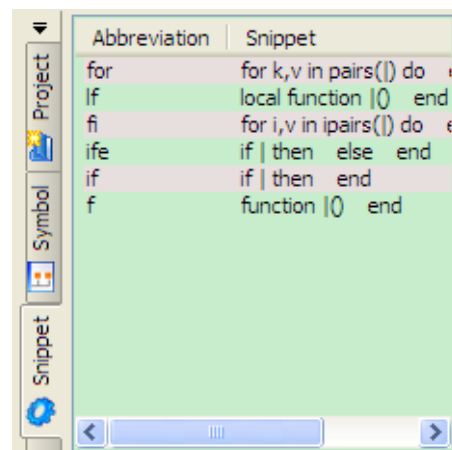 Abbreviation Snippet
for for k,v in pairs(|) do e
lf local function |() end
fi for i,v in ipairs(|) do e
ife if | then else end
if if | then end
f function |() end
Project
Symbol
Snippet